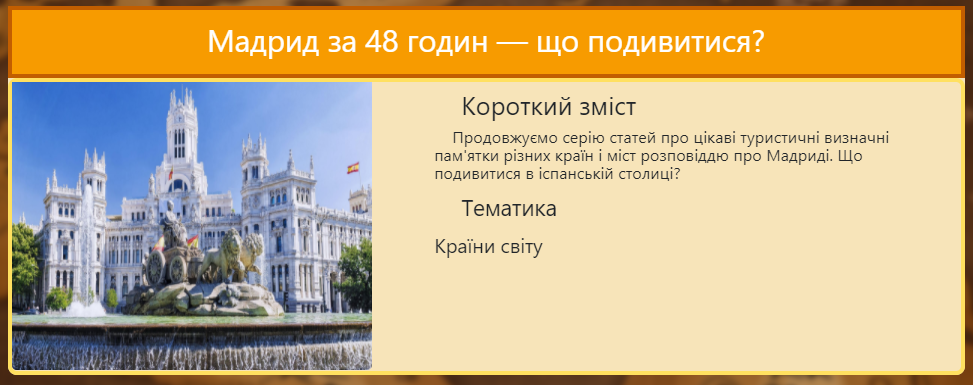 Мадрид за 48 годин — що подивитися?
Короткий зміст
Продовжуємо серію статей про цікаві туристичні визначні
пам'ятки різних країн і міст розповіддю про Мадриді. Що
подивитися в іспанській столиці?
Тематика
Країни світу